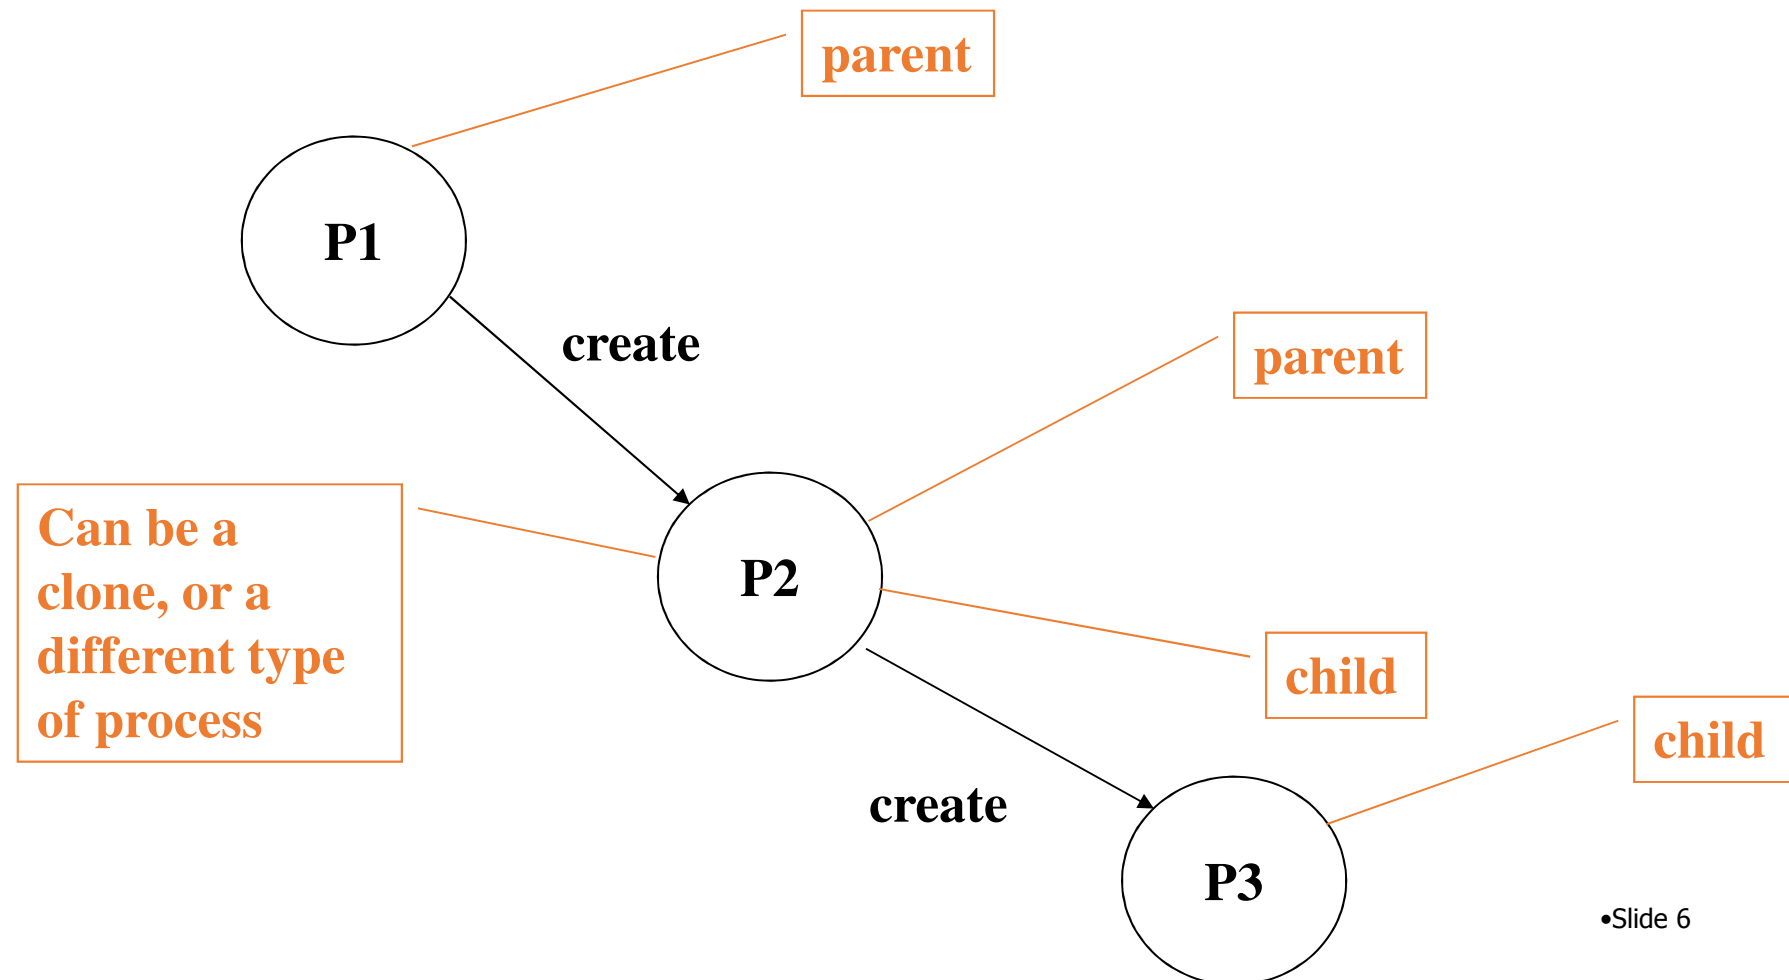 parent
P1
create
parent
Can be a
clone, or a
different type
of process
P2
child
child
create
P3
•Slide 6